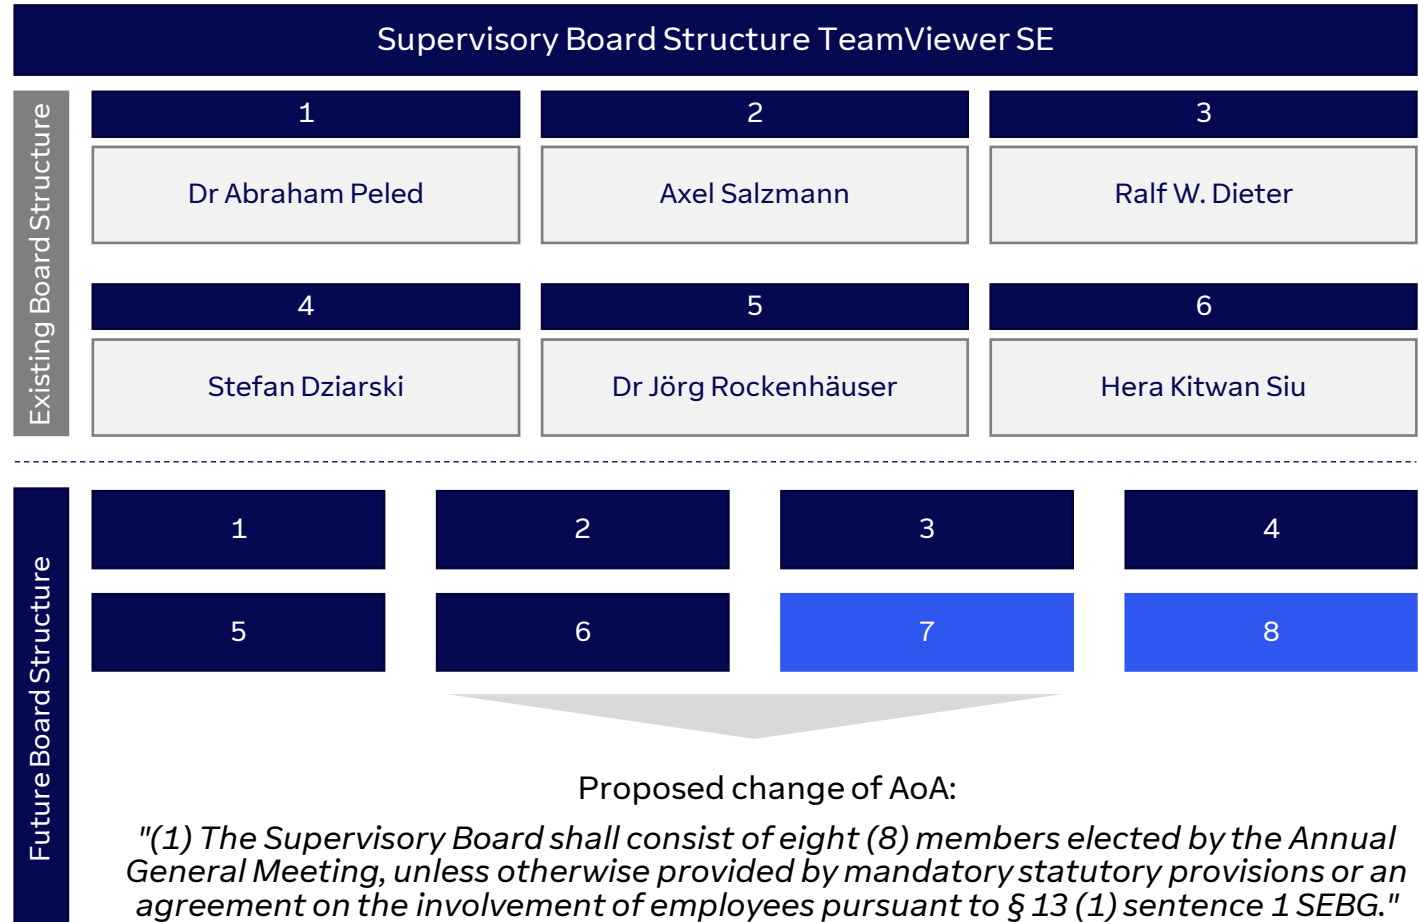 Supervisory Board Structure TeamViewer SE
Existing Board Structure
1
2
3
Dr Abraham Peled
Axel Salzmann
Ralf W. Dieter
4
5
6
Stefan Dziarski
Dr Jörg Rockenhäuser
Hera Kitwan Siu
Future Board Structure
1
2
3
4
5
6
7
8
Proposed change of AoA:
"(1) The Supervisory Board shall consist of eight (8) members elected by the Annual
General Meeting, unless otherwise provided by mandatory statutory provisions or an
agreement on the involvement of employees pursuant to § 13 (1) sentence 1 SEBG."